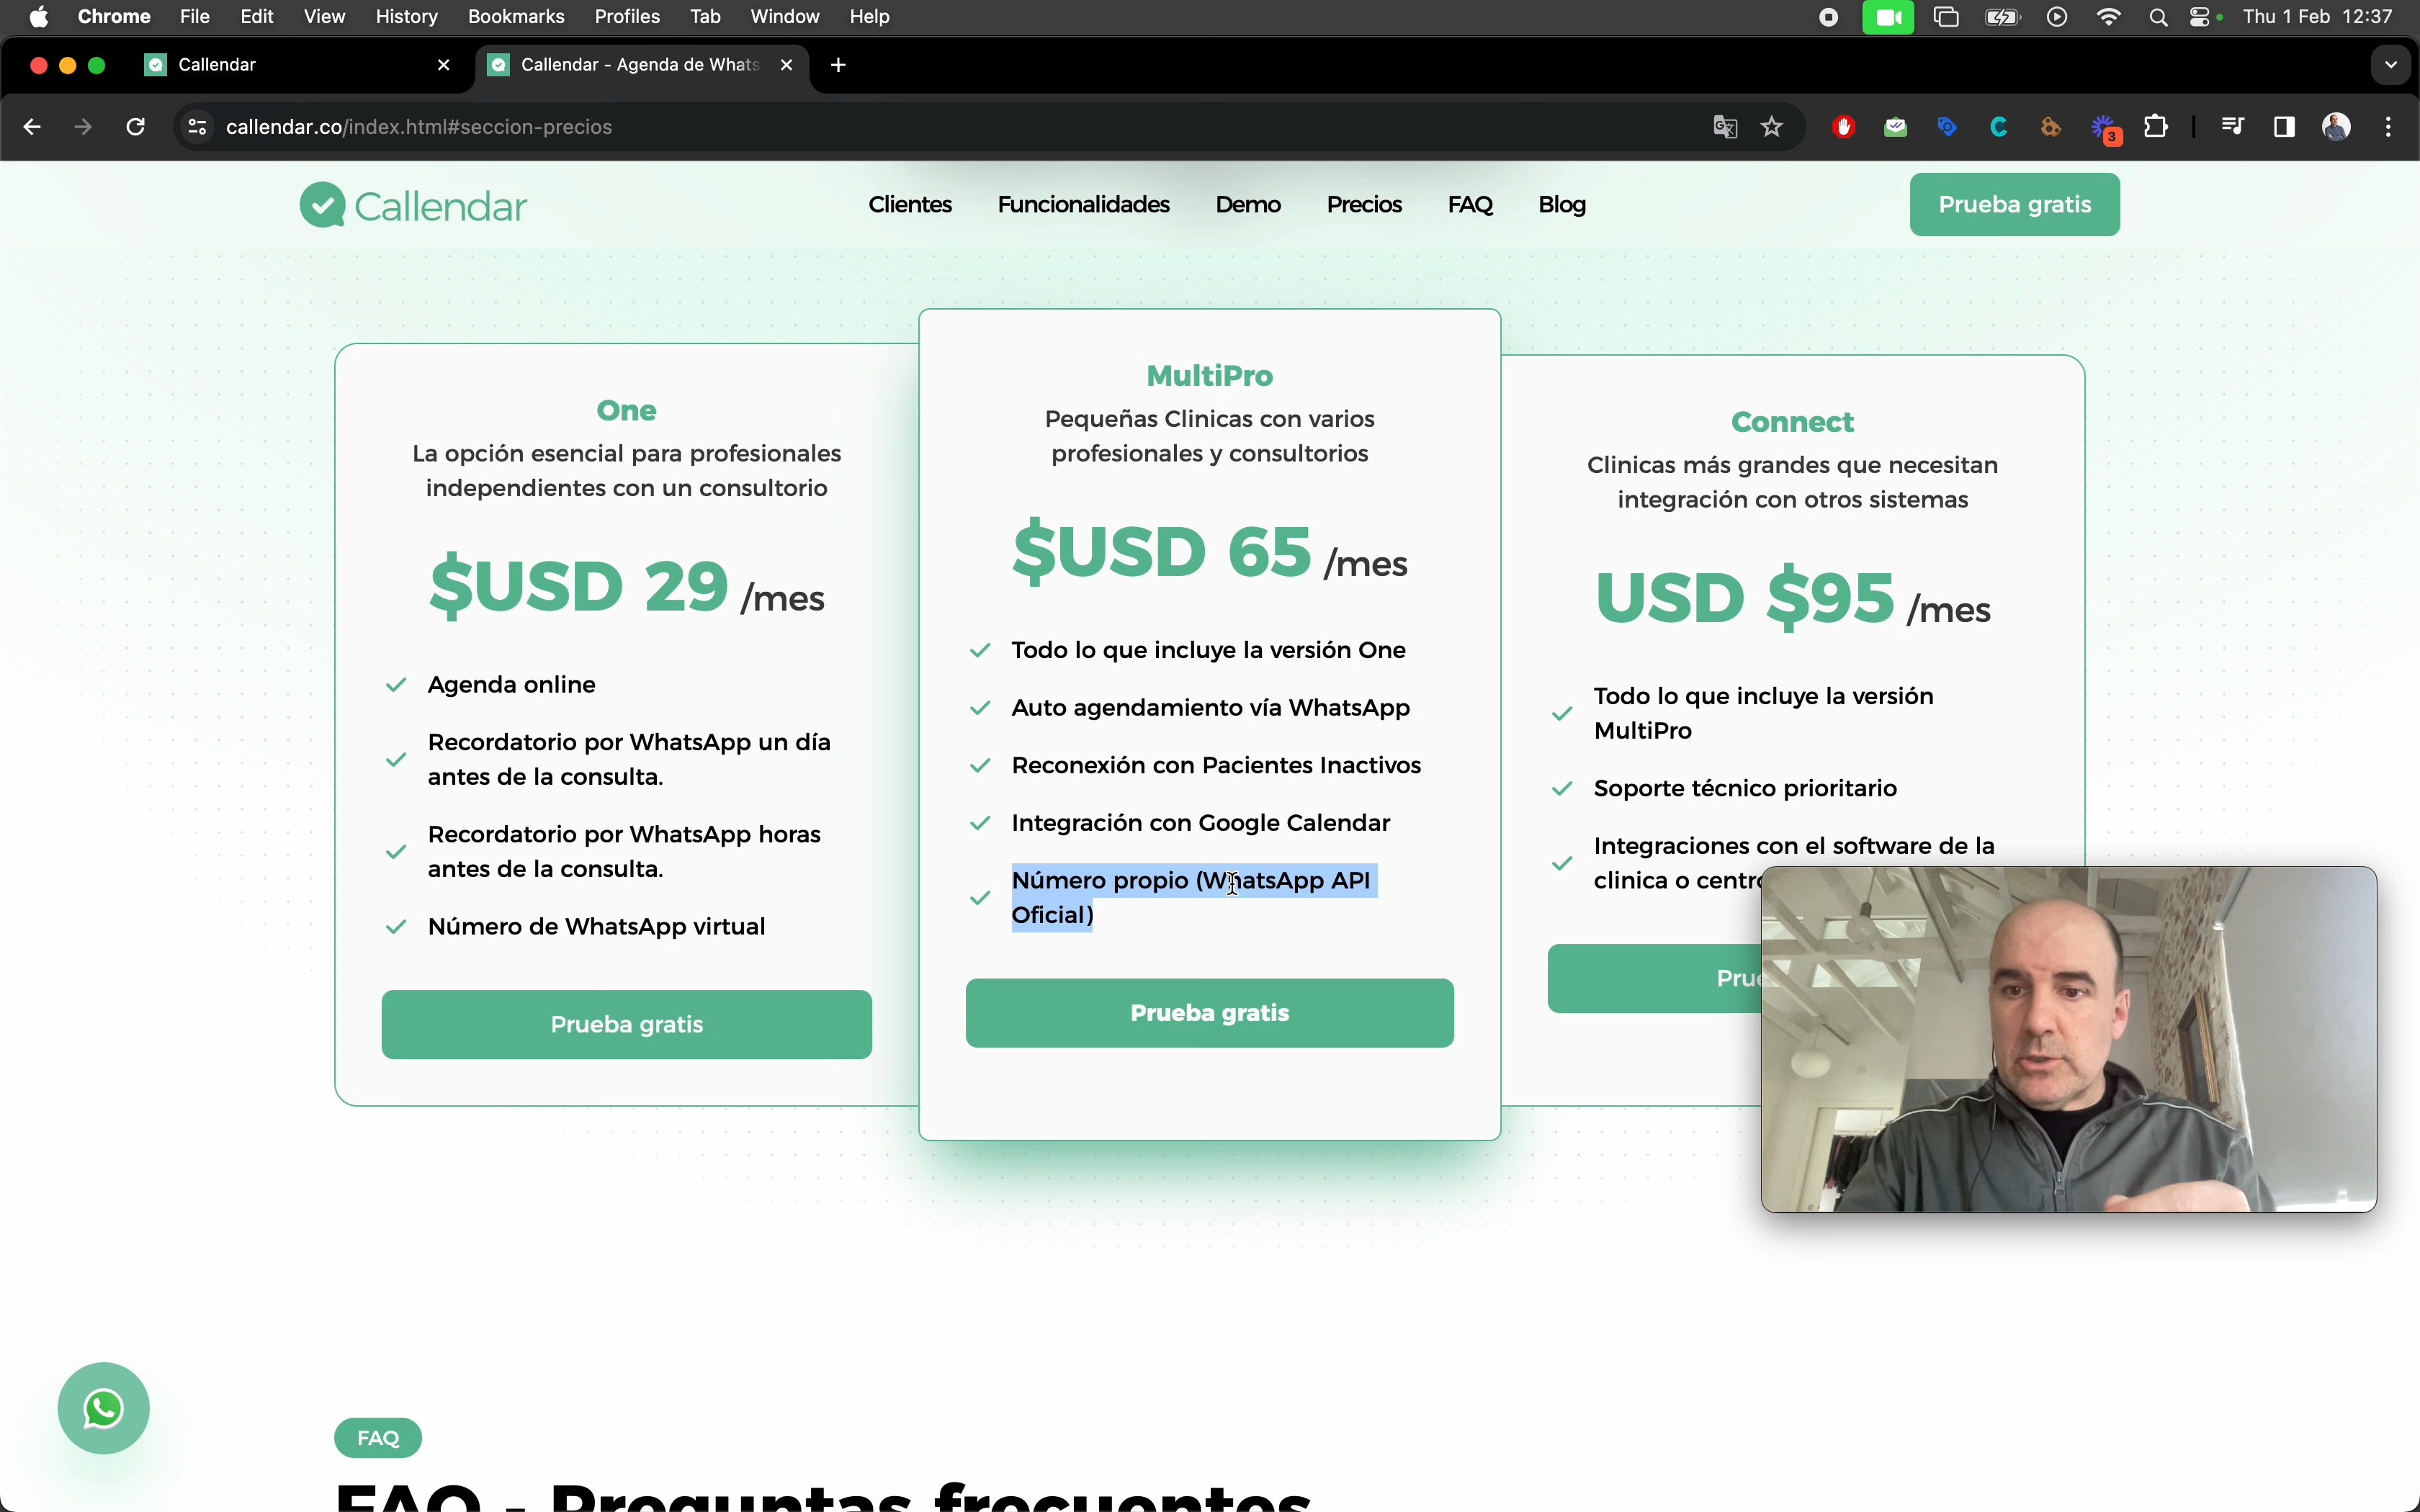 Chrome File Edit View History Bookmarks Profiles Tab Window Help Thu 1 Feb 12:37
Callendar Callendar - Agenda de Whats
callendar.co/index.html#seccion-precios 3
Callendar Clientes Funcionalidades Demo Precios FAQ Blog Prueba gratis
One
La opción esencial para profesionales
independientes con un consultorio
$USD 29 /mes
Agenda online
Recordatorio por WhatsApp un día
antes de la consulta.
Recordatorio por WhatsApp horas
antes de la consulta.
Número de WhatsApp virtual
Prueba gratis
MultiPro
Pequeñas Clinicas con varios
profesionales y consultorios
$USD 65 /mes
Todo lo que incluye la versión One
Auto agendamiento vía WhatsApp
Reconexión con Pacientes Inactivos
Integración con Google Calendar
Número propio (WhatsApp API
Oficial)
Prueba gratis
Connect
Clinicas más grandes que necesitan
integración con otros sistemas
USD $95 /mes
Todo lo que incluye la versión
MultiPro
Soporte técnico prioritario
Integraciones con el software de la
clinica o centro
FAQ
FAQ - Preguntas frecuentes